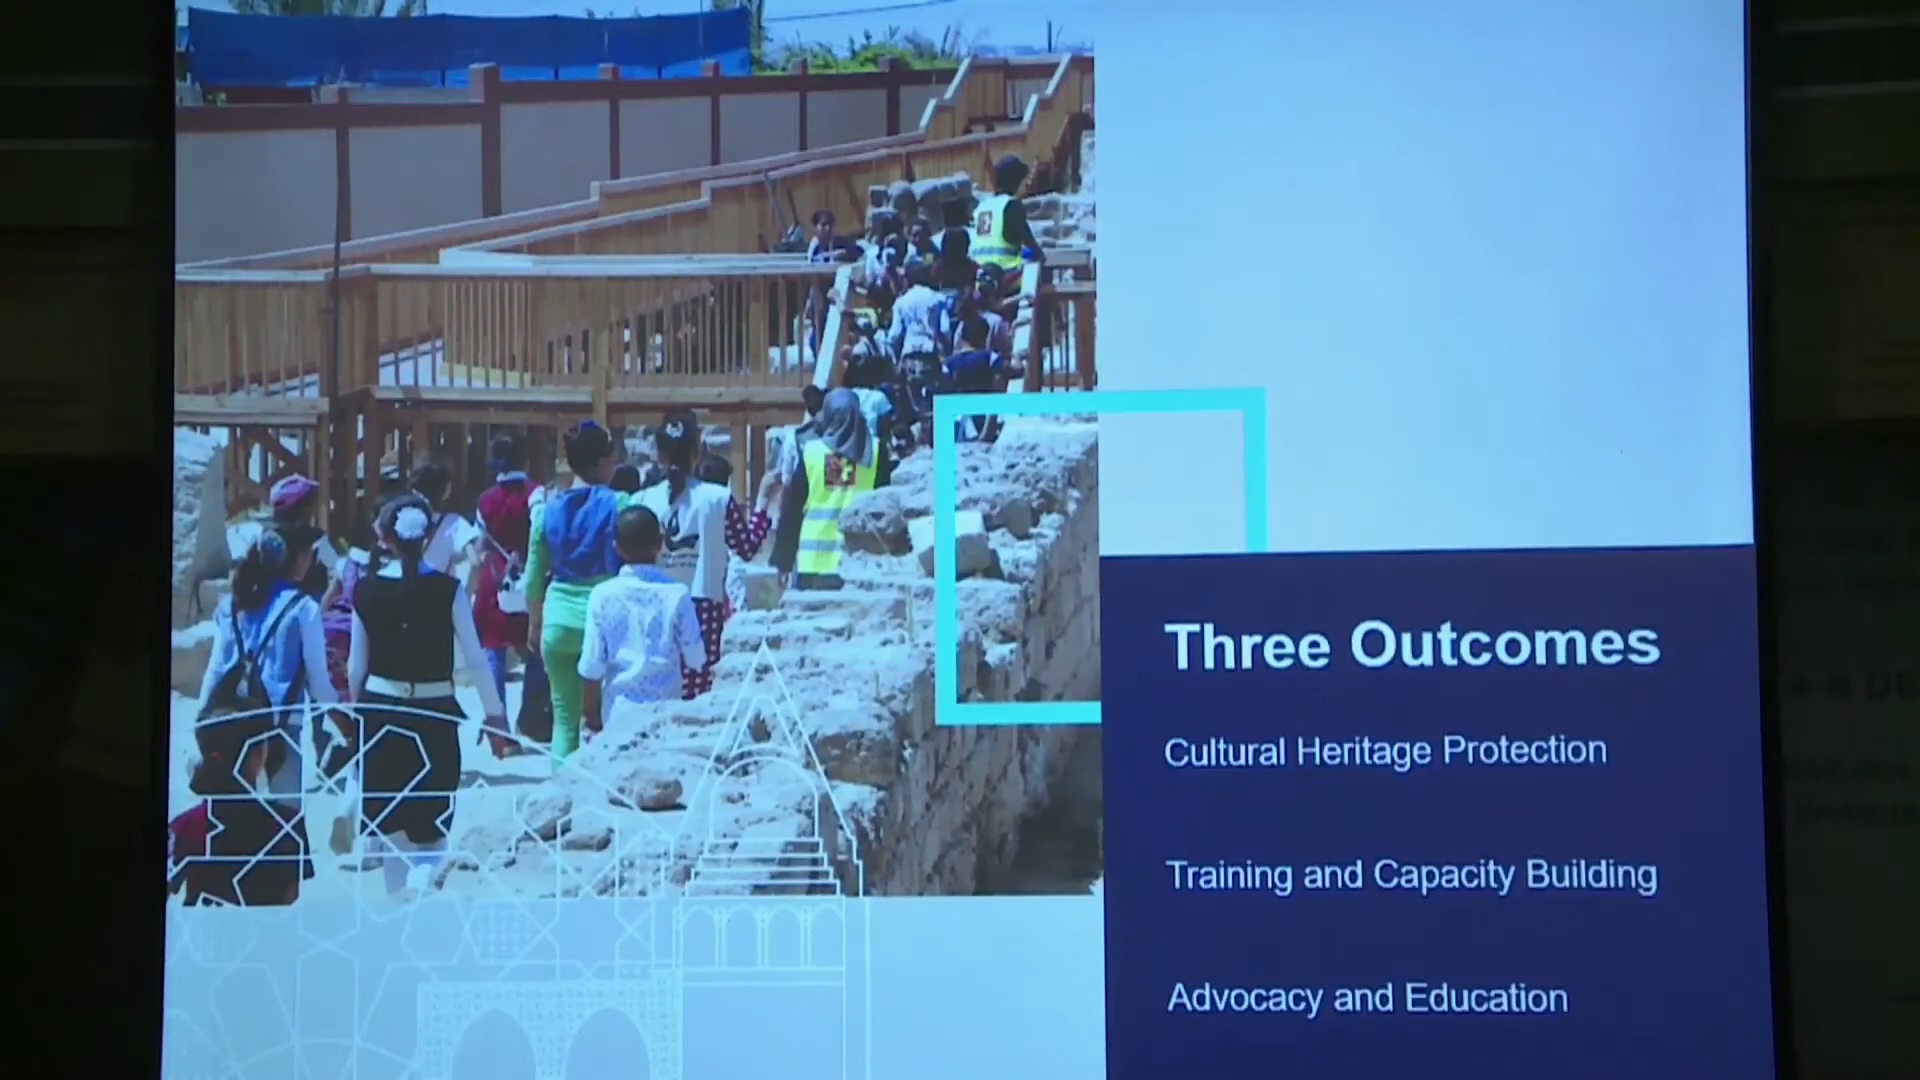 Three Outcomes
Cultural Heritage Protection
Training and Capacity Building
Advocacy and Education